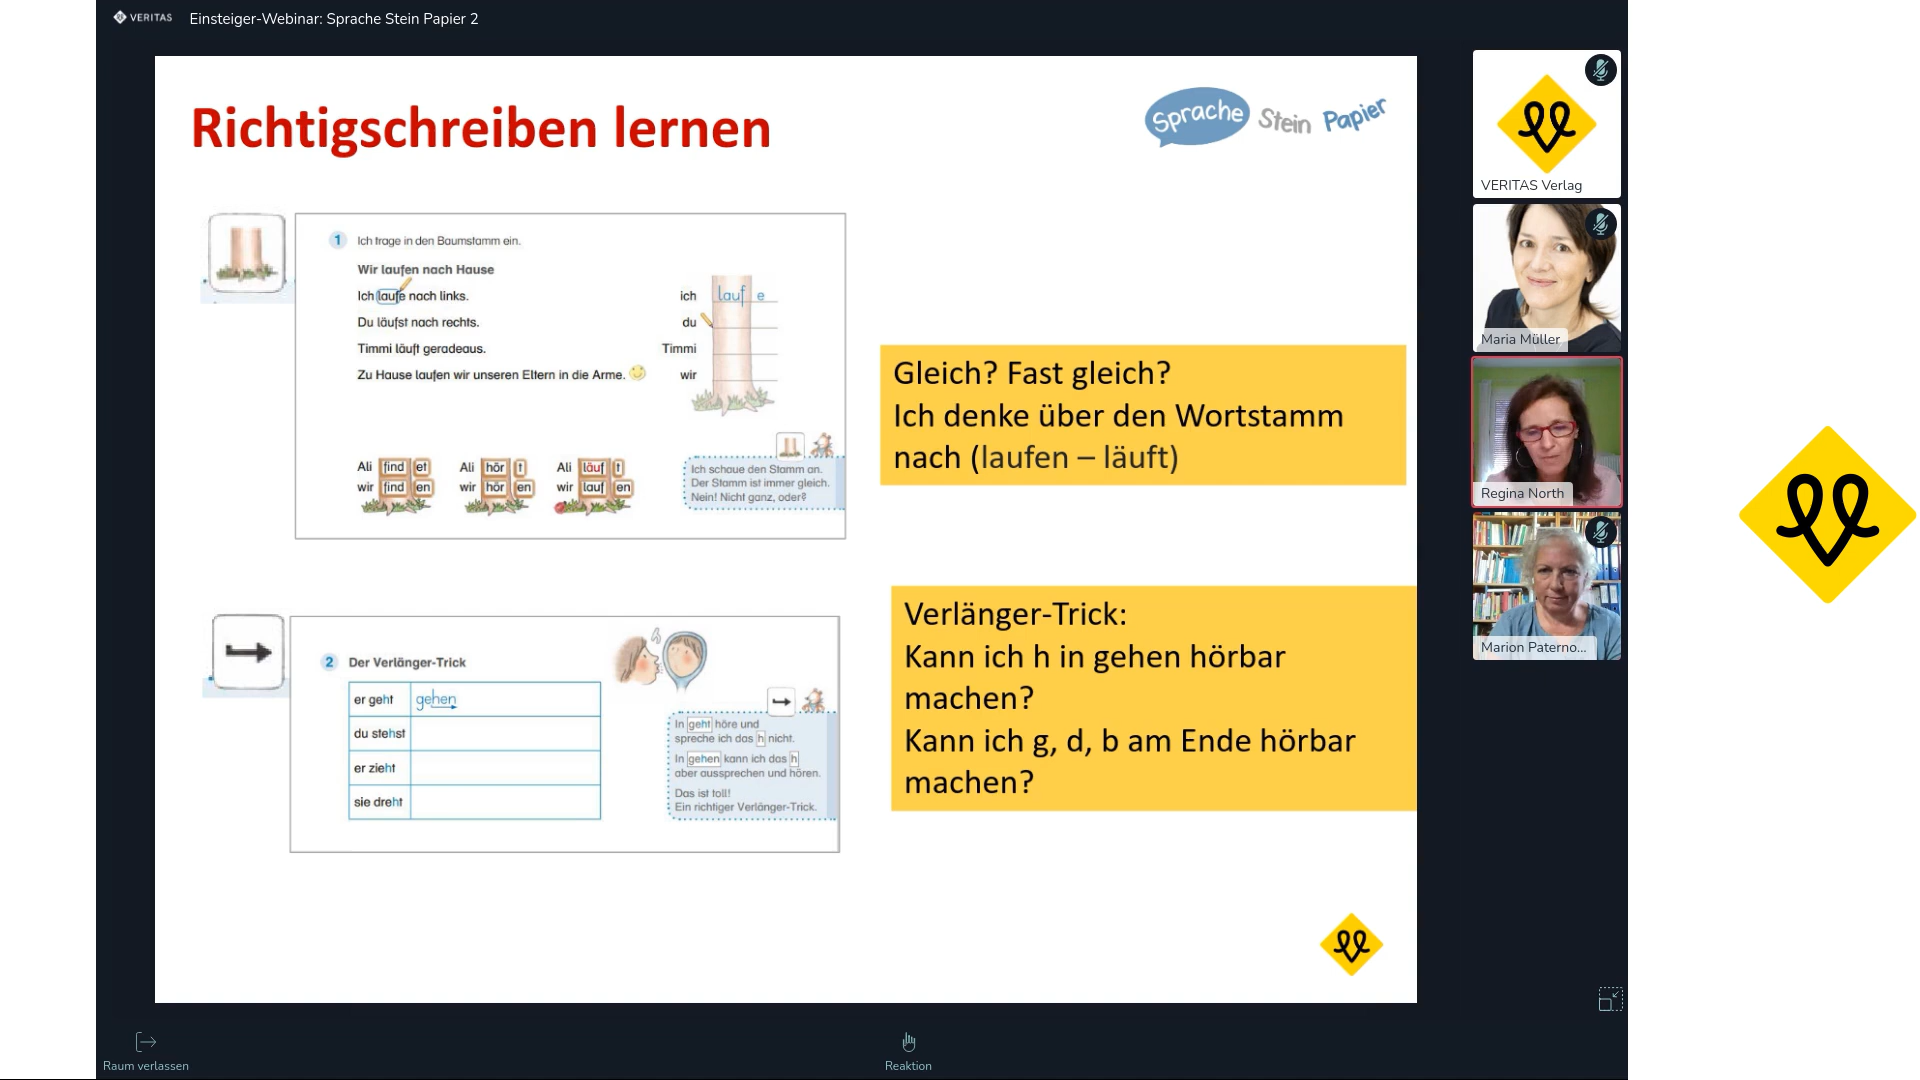 VERITAS Einsteiger-Webinar: Sprache Stein Papier 2
Richtigschreiben lernen
Sprache Stein Papier
1 Ich trage in den Baumstamm ein.
Wir laufen nach Hause
Ich laufe nach links.
Du läufst nach rechts.
Timmi läuft geradeaus.
Zu Hause laufen wir unseren Eltern in die Arme.
ich lauf e
du
Timmi
wir
Ali find et
wir find en
Ali hör t
wir hör en
Ali läuf t
wir lauf en
Ich schaue den Stamm an.
Der Stamm ist immer gleich.
Nein! Nicht ganz, oder?
Gleich? Fast gleich?
Ich denke über den Wortstamm
nach (laufen – läuft)
2 Der Verlänger-Trick
h
er geht gehen
du stehst
er zieht
sie dreht
In geht höre und
spreche ich das h nicht.
In gehen kann ich das h
aber aussprechen und hören.
Das ist toll!
Ein richtiger Verlänger-Trick.
Verlänger-Trick:
Kann ich h in gehen hörbar
machen?
Kann ich g, d, b am Ende hörbar
machen?
VERITAS Verlag
Maria Müller
Regina North
Marion Paterno...
Raum verlassen
Reaktion